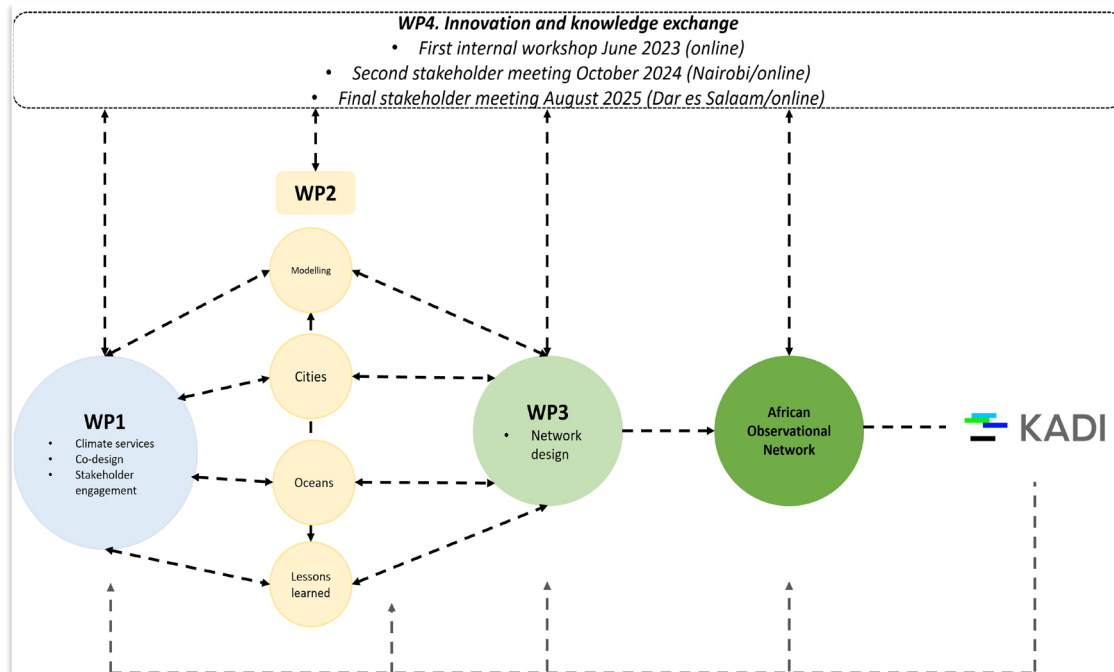 WP4. Innovation and knowledge exchange
• First internal workshop June 2023 (online)
• Second stakeholder meeting October 2024 (Nairobi/online)
• Final stakeholder meeting August 2025 (Dar es Salaam/online)
WP2
Modelling
Cities
Oceans
Lessons
learned
WP1
• Climate services
• Co-design
• Stakeholder
engagement
WP3
• Network
design
African
Observational
Network
KADI